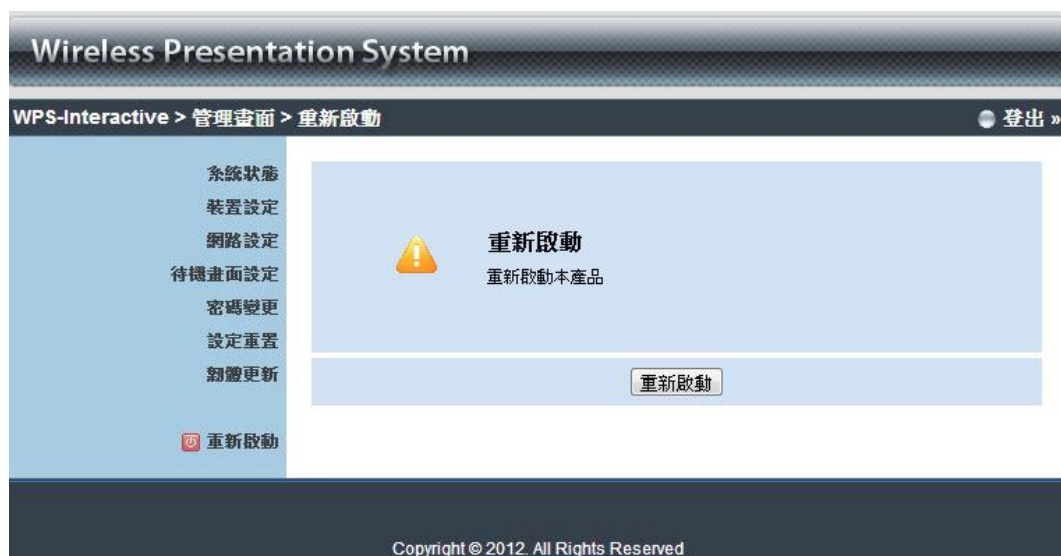 Wireless Presentation System
WPS-Interactive > 管理畫面 > 重新啟動
登出 »
系統狀態
裝置設定
網路設定
待機畫面設定
密碼變更
設定重置
韌體更新
重新啟動
重新啟動
重新啟動本產品
重新啟動
Copyright © 2012. All Rights Reserved